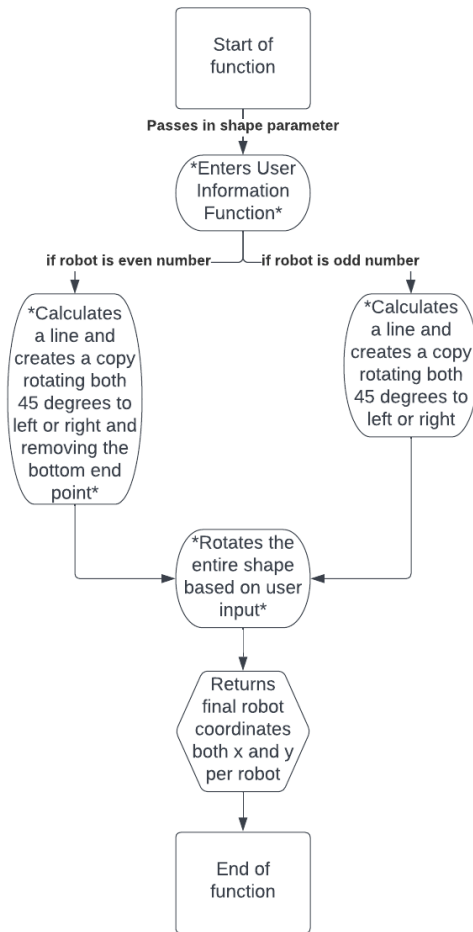 Start of
function
Passes in shape parameter
*Enters User
Information
Function*
if robot is even number
if robot is odd number
*Calculates
a line and
creates a copy
rotating both
45 degrees to
left or right and
removing the
bottom end
point*
*Calculates
a line and
creates a copy
rotating both
45 degrees to
left or right
*Rotates the
entire shape
based on user
input*
Returns
final robot
coordinates
both x and y
per robot
End of
function